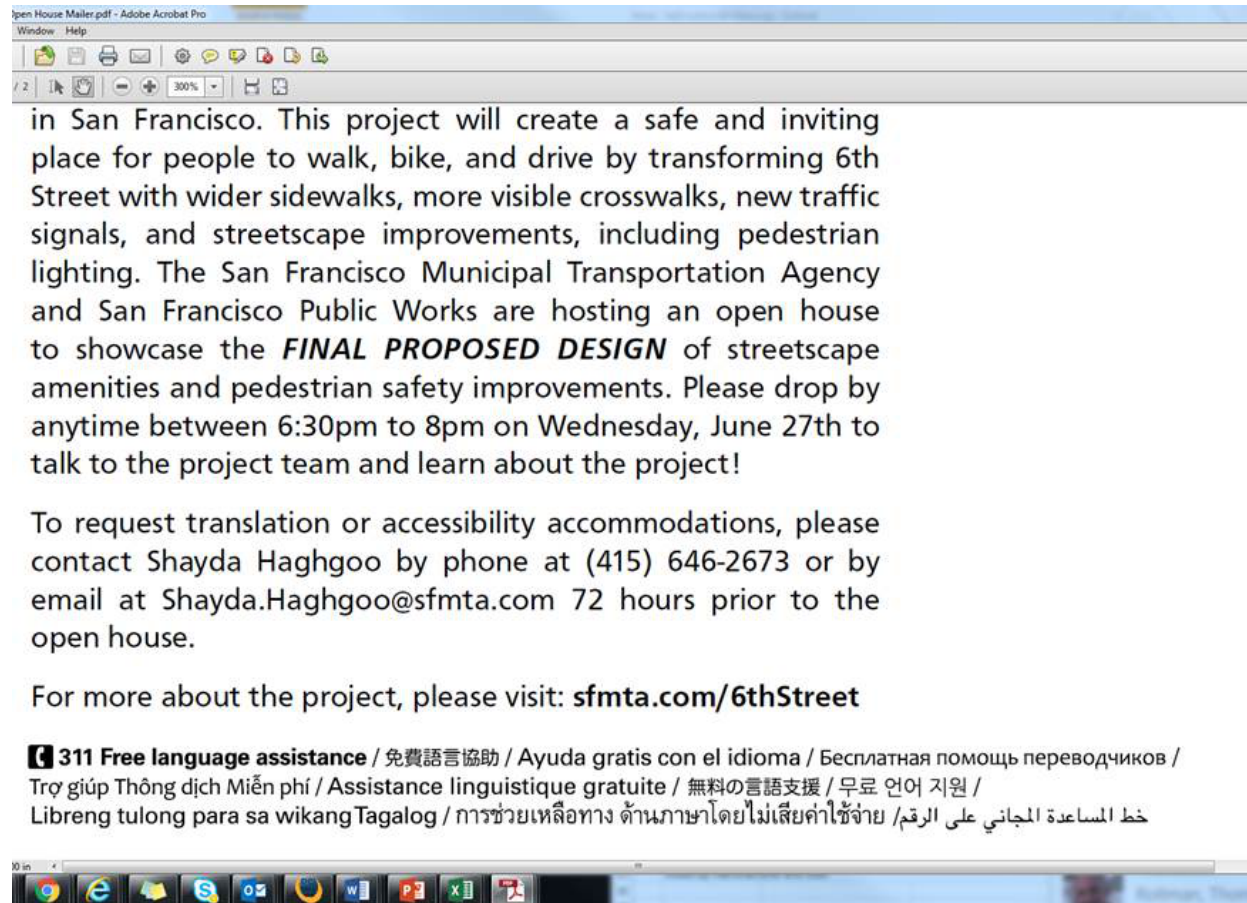 Open House Mailer.pdf - Adobe Acrobat Pro
Window Help
/ 2
300%
in San Francisco. This project will create a safe and inviting
place for people to walk, bike, and drive by transforming 6th
Street with wider sidewalks, more visible crosswalks, new traffic
signals, and streetscape improvements, including pedestrian
lighting. The San Francisco Municipal Transportation Agency
and San Francisco Public Works are hosting an open house
to showcase the FINAL PROPOSED DESIGN of streetscape
amenities and pedestrian safety improvements. Please drop by
anytime between 6:30pm to 8pm on Wednesday, June 27th to
talk to the project team and learn about the project!
To request translation or accessibility accommodations, please
contact Shayda Haghgoo by phone at (415) 646-2673 or by
email at Shayda.Haghgoo@sfmta.com 72 hours prior to the
open house.
For more about the project, please visit: sfmta.com/6thStreet
311 Free language assistance / 免費語言協助 / Ayuda gratis con el idioma / Бесплатная помощь переводчиков /
Trợ giúp Thông dịch Miễn phí / Assistance linguistique gratuite / 無料の言語支援 / 무료 언어 지원 /
Libreng tulong para sa wikang Tagalog / การช่วยเหลือทาง ด้านภาษาโดยไม่เสียค่าใช้จ่าย / خط المساعدة المجاني على الرقم